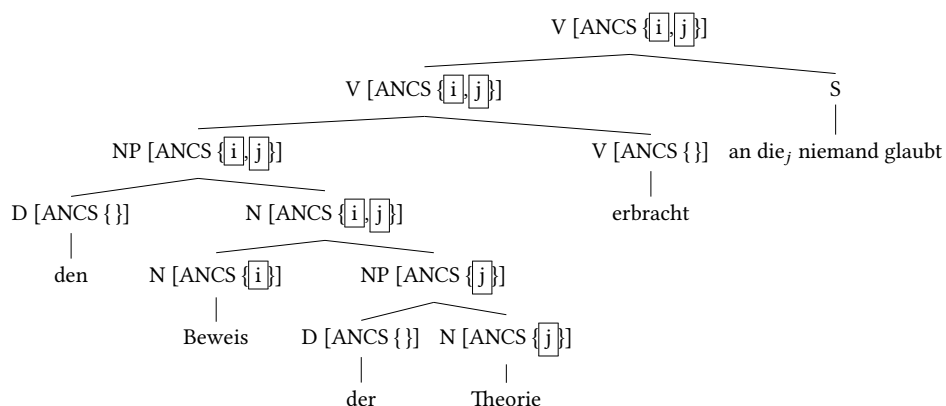 V [ANCS {i,j}]
V [ANCS {i,j}] S
NP [ANCS {i,j}] V [ANCS {}] an die_j niemand glaubt
D [ANCS {}] N [ANCS {i,j}] erbracht
den N [ANCS {i}] NP [ANCS {j}]
Beweis D [ANCS {}] N [ANCS {j}]
der Theorie